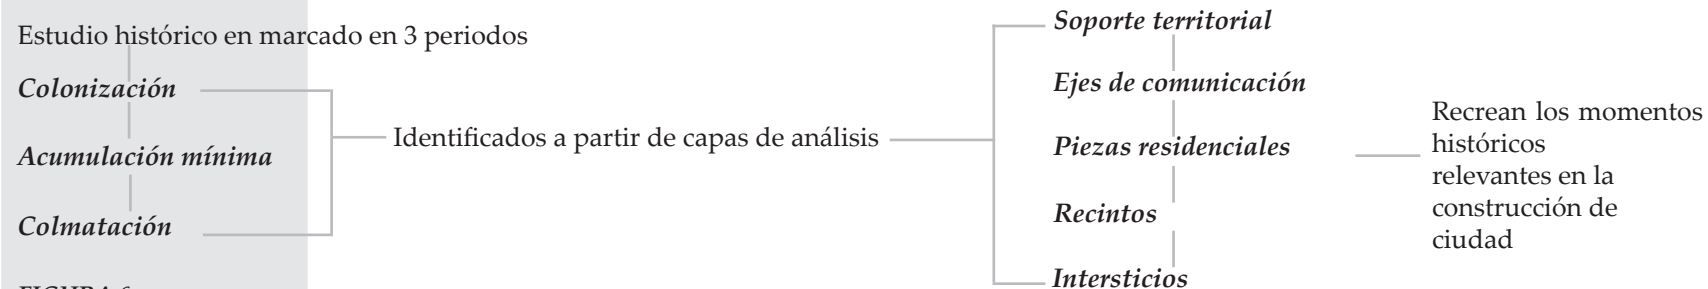 Estudio histórico en marcado en 3 periodos
Colonización
Acumulación mínima
Colmatación
Identificados a partir de capas de análisis
Soporte territorial
Ejes de comunicación
Piezas residenciales
Recintos
Intersticios
Recrean los momentos
históricos
relevantes en la
construcción de
ciudad